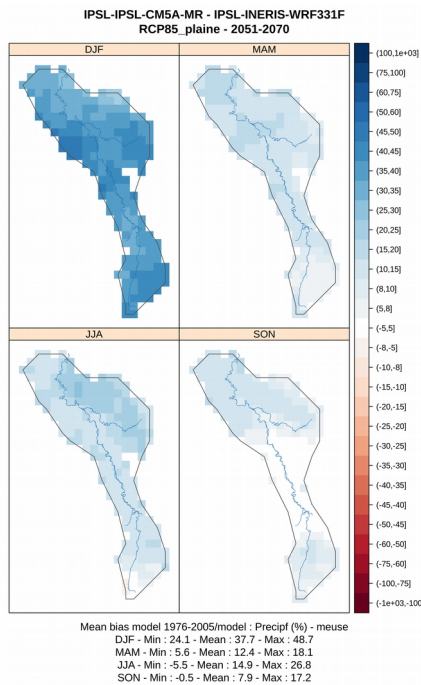 IPSL-IPSL-CM5A-MR - IPSL-INERIS-WRF331F
RCP85_plaine - 2051-2070
DJF
MAM
JJA
SON
(100,1e+03]
(75,100]
(60,75]
(50,60]
(45,50]
(40,45]
(35,40]
(30,35]
(25,30]
(20,25]
(15,20]
(10,15]
(8,10]
(5,8]
(-5,5]
(-8,-5]
(-10,-8]
(-15,-10]
(-20,-15]
(-25,-20]
(-30,-25]
(-35,-30]
(-40,-35]
(-45,-40]
(-50,-45]
(-60,-50]
(-75,-60]
(-100,-75]
(-1e+03,-100
Mean bias model 1976-2005/model : Precipf (%) - meuse
DJF - Min : 24.1 - Mean : 37.7 - Max : 48.7
MAM - Min : 5.6 - Mean : 12.4 - Max : 18.1
JJA - Min : -5.5 - Mean : 14.9 - Max : 26.8
SON - Min : -0.5 - Mean : 7.9 - Max : 17.2